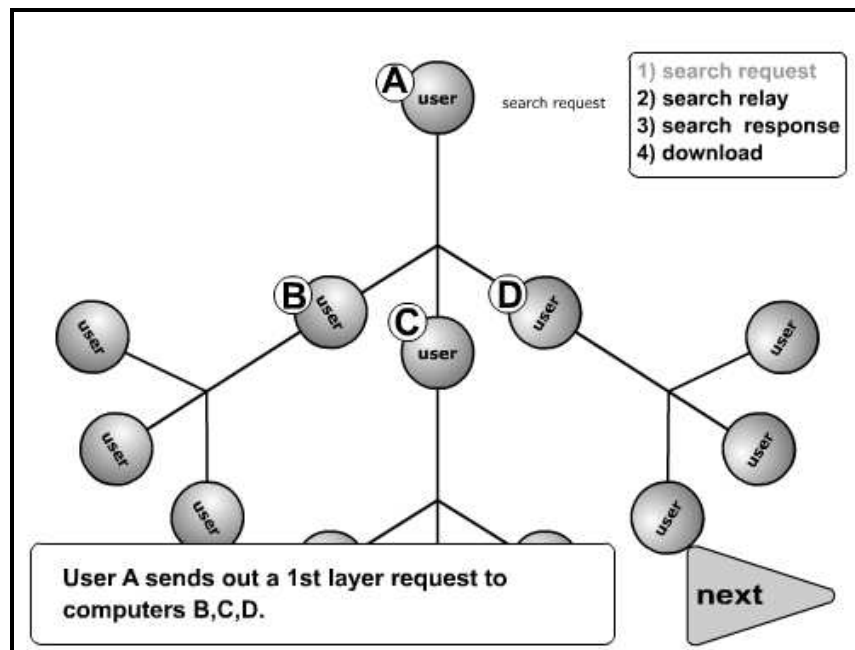 A
user
search request
1) search request
2) search relay
3) search response
4) download
B
user
C
user
D
user
user
user
user
user
user
user
User A sends out a 1st layer request to
computers B,C,D.
next